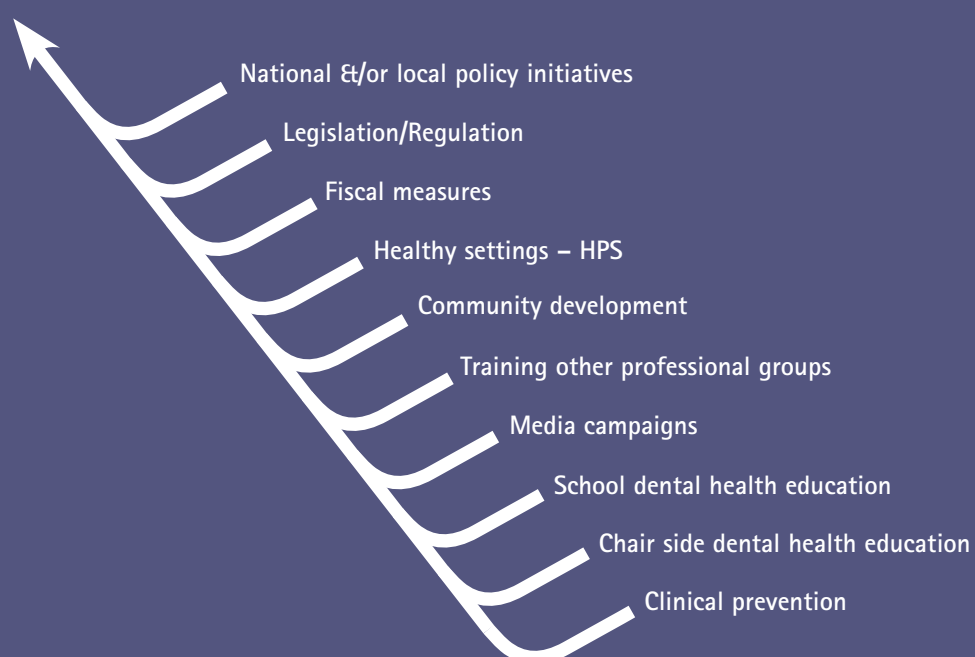 National &/or local policy initiatives
Legislation/Regulation
Fiscal measures
Healthy settings – HPS
Community development
Training other professional groups
Media campaigns
School dental health education
Chair side dental health education
Clinical prevention